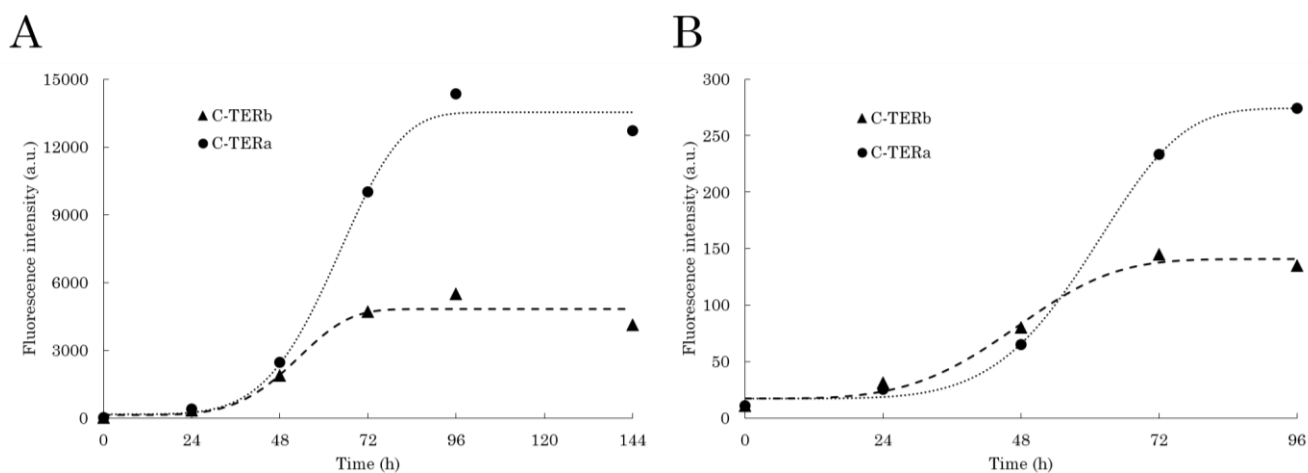 A
Fluorescence intensity (a.u.)
15000
12000
9000
6000
3000
0
C-TERb
C-TERa
0 24 48 72 96 120 144
Time (h)
B
Fluorescence intensity (a.u.)
300
250
200
150
100
50
0
C-TERb
C-TERa
0 24 48 72 96
Time (h)